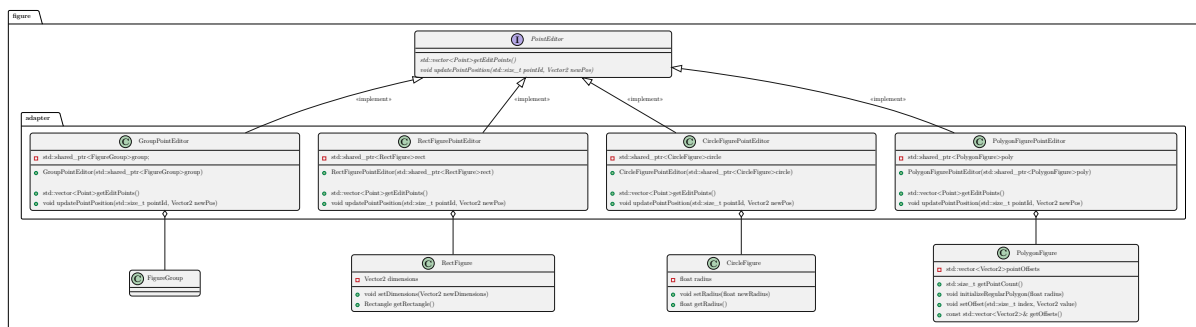 figure
I PointEditor
std::vector<Point>getEditPoints()
void updatePointPosition(std::size_t pointId, Vector2 newPos)
«implement»
«implement»
«implement»
«implement»
adapter
C GroupPointEditor
std::shared_ptr<FigureGroup>group;
GroupPointEditor(std::shared_ptr<FigureGroup>group)
std::vector<Point>getEditPoints()
void updatePointPosition(std::size_t pointId, Vector2 newPos)
C RectFigurePointEditor
std::shared_ptr<RectFigure>rect
RectFigurePointEditor(std::shared_ptr<RectFigure>rect)
std::vector<Point>getEditPoints()
void updatePointPosition(std::size_t pointId, Vector2 newPos)
C CircleFigurePointEditor
std::shared_ptr<CircleFigure>circle
CircleFigurePointEditor(std::shared_ptr<CircleFigure>circle)
std::vector<Point>getEditPoints()
void updatePointPosition(std::size_t pointId, Vector2 newPos)
C PolygonFigurePointEditor
std::shared_ptr<PolygonFigure>poly
PolygonFigurePointEditor(std::shared_ptr<PolygonFigure>poly)
std::vector<Point>getEditPoints()
void updatePointPosition(std::size_t pointId, Vector2 newPos)
C FigureGroup
C RectFigure
Vector2 dimensions
void setDimensions(Vector2 newDimensions)
Rectangle getRectangle()
C CircleFigure
float radius
void setRadius(float newRadius)
float getRadius()
C PolygonFigure
std::vector<Vector2>pointOffsets
std::size_t getPointCount()
void initializeRegularPolygon(float radius)
void setOffset(std::size_t index, Vector2 value)
const std::vector<Vector2>& getOffsets()